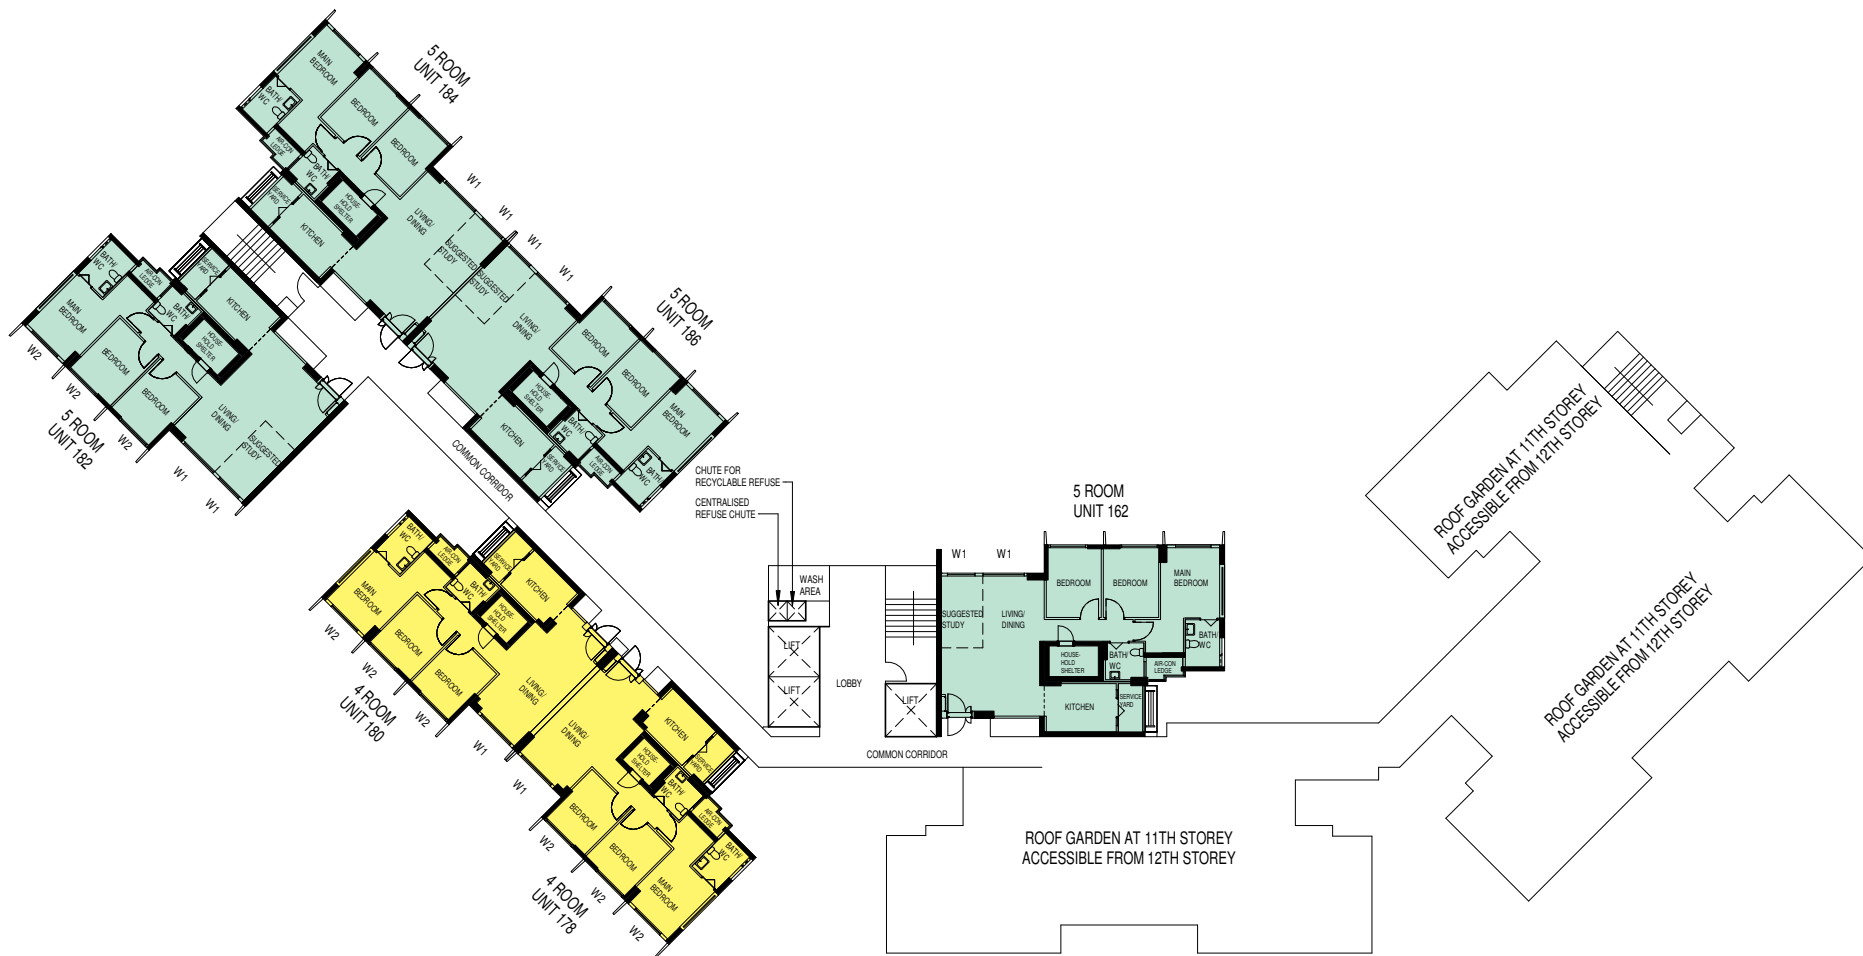 5 ROOM
UNIT 184
MAIN
BEDROOM
BATH/
WC
BEDROOM
BEDROOM
AIR-CON
LEDGE
BATH/
WC
SERVICE
YARD
HOUSE-
HOLD
SHELTER
KITCHEN
LIVING/
DINING
SUGGESTED
STUDY
W1
W1
5 ROOM
UNIT 186
W1
W1
SUGGESTED
STUDY
LIVING/
DINING
BEDROOM
BEDROOM
MAIN
BEDROOM
HOUSE-
HOLD
SHELTER
KITCHEN
BATH/
WC
SERVICE
YARD
AIR-CON
LEDGE
BATH/
WC
5 ROOM
UNIT 182
BATH/
WC
AIR-CON
LEDGE
SERVICE
YARD
KITCHEN
MAIN
BEDROOM
BATH/
WC
HOUSE-
HOLD
SHELTER
BEDROOM
BEDROOM
LIVING/
DINING
SUGGESTED
STUDY
W2
W2
W2
W1
W1
COMMON CORRIDOR
4 ROOM
UNIT 180
BATH/
WC
AIR-CON
LEDGE
SERVICE
YARD
KITCHEN
MAIN
BEDROOM
BATH/
WC
HOUSE-
HOLD
SHELTER
BEDROOM
BEDROOM
LIVING/
DINING
W2
W2
W2
W1
4 ROOM
UNIT 178
LIVING/
DINING
KITCHEN
HOUSE-
HOLD
SHELTER
SERVICE
YARD
BATH/
WC
AIR-CON
LEDGE
BEDROOM
BEDROOM
MAIN
BEDROOM
BATH/
WC
W1
W2
W2
W2
CHUTE FOR
RECYCLABLE REFUSE
CENTRALISED
REFUSE CHUTE
WASH
AREA
LIFT
LIFT
LOBBY
LIFT
COMMON CORRIDOR
5 ROOM
UNIT 162
W1
W1
BEDROOM
BEDROOM
MAIN
BEDROOM
SUGGESTED
STUDY
LIVING/
DINING
HOUSE-
HOLD
SHELTER
BATH/
WC
BATH/
WC
AIR-CON
LEDGE
KITCHEN
SERVICE
YARD
ROOF GARDEN AT 11TH STOREY
ACCESSIBLE FROM 12TH STOREY
ROOF GARDEN AT 11TH STOREY
ACCESSIBLE FROM 12TH STOREY
ROOF GARDEN AT 11TH STOREY
ACCESSIBLE FROM 12TH STOREY